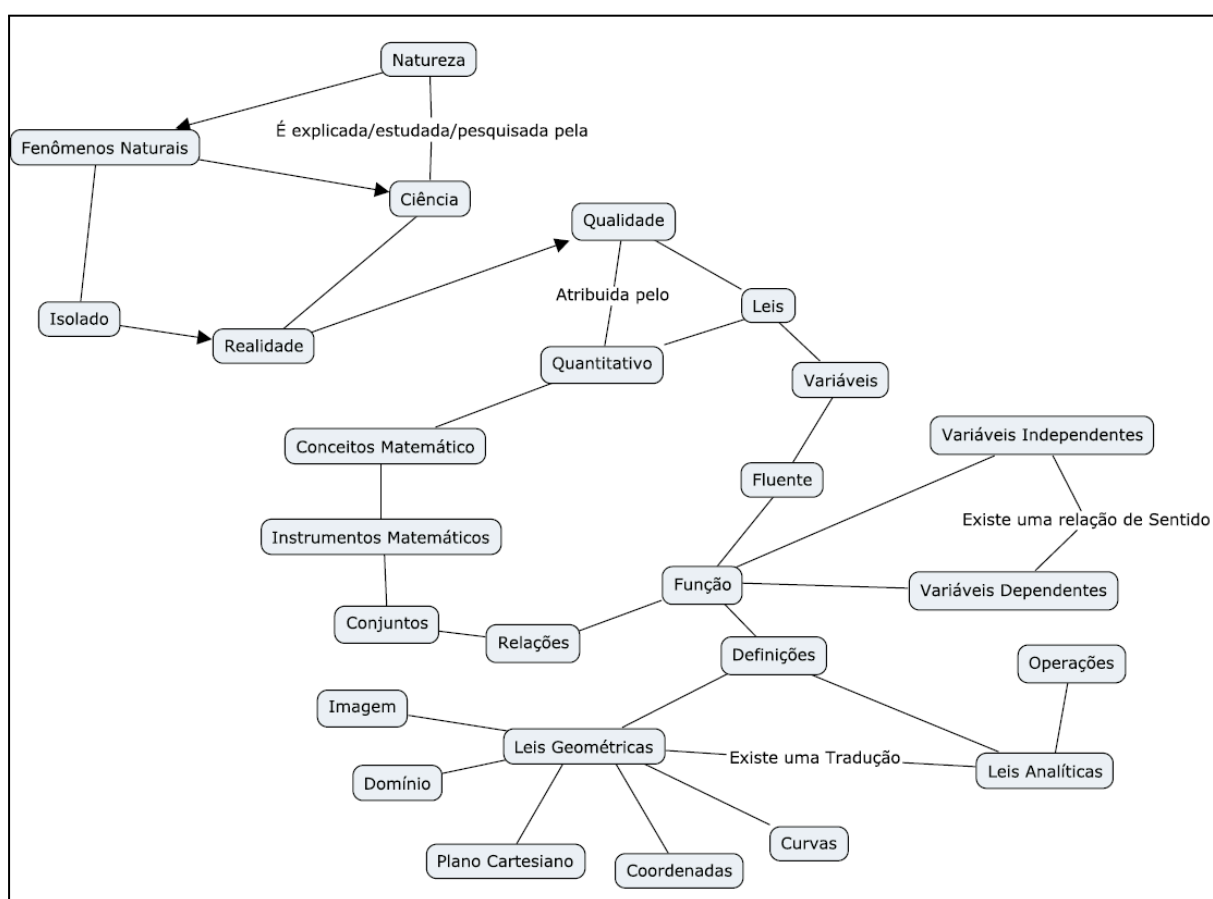 Natureza
É explicada/estudada/pesquisada pela
Fenômenos Naturais
Ciência
Qualidade
Atribuida pelo
Leis
Isolado
Realidade
Quantitativo
Variáveis
Conceitos Matemático
Variáveis Independentes
Fluente
Existe uma relação de Sentido
Instrumentos Matemáticos
Função
Variáveis Dependentes
Conjuntos
Relações
Definições
Operações
Imagem
Leis Geométricas
Existe uma Tradução
Leis Analíticas
Domínio
Curvas
Plano Cartesiano
Coordenadas